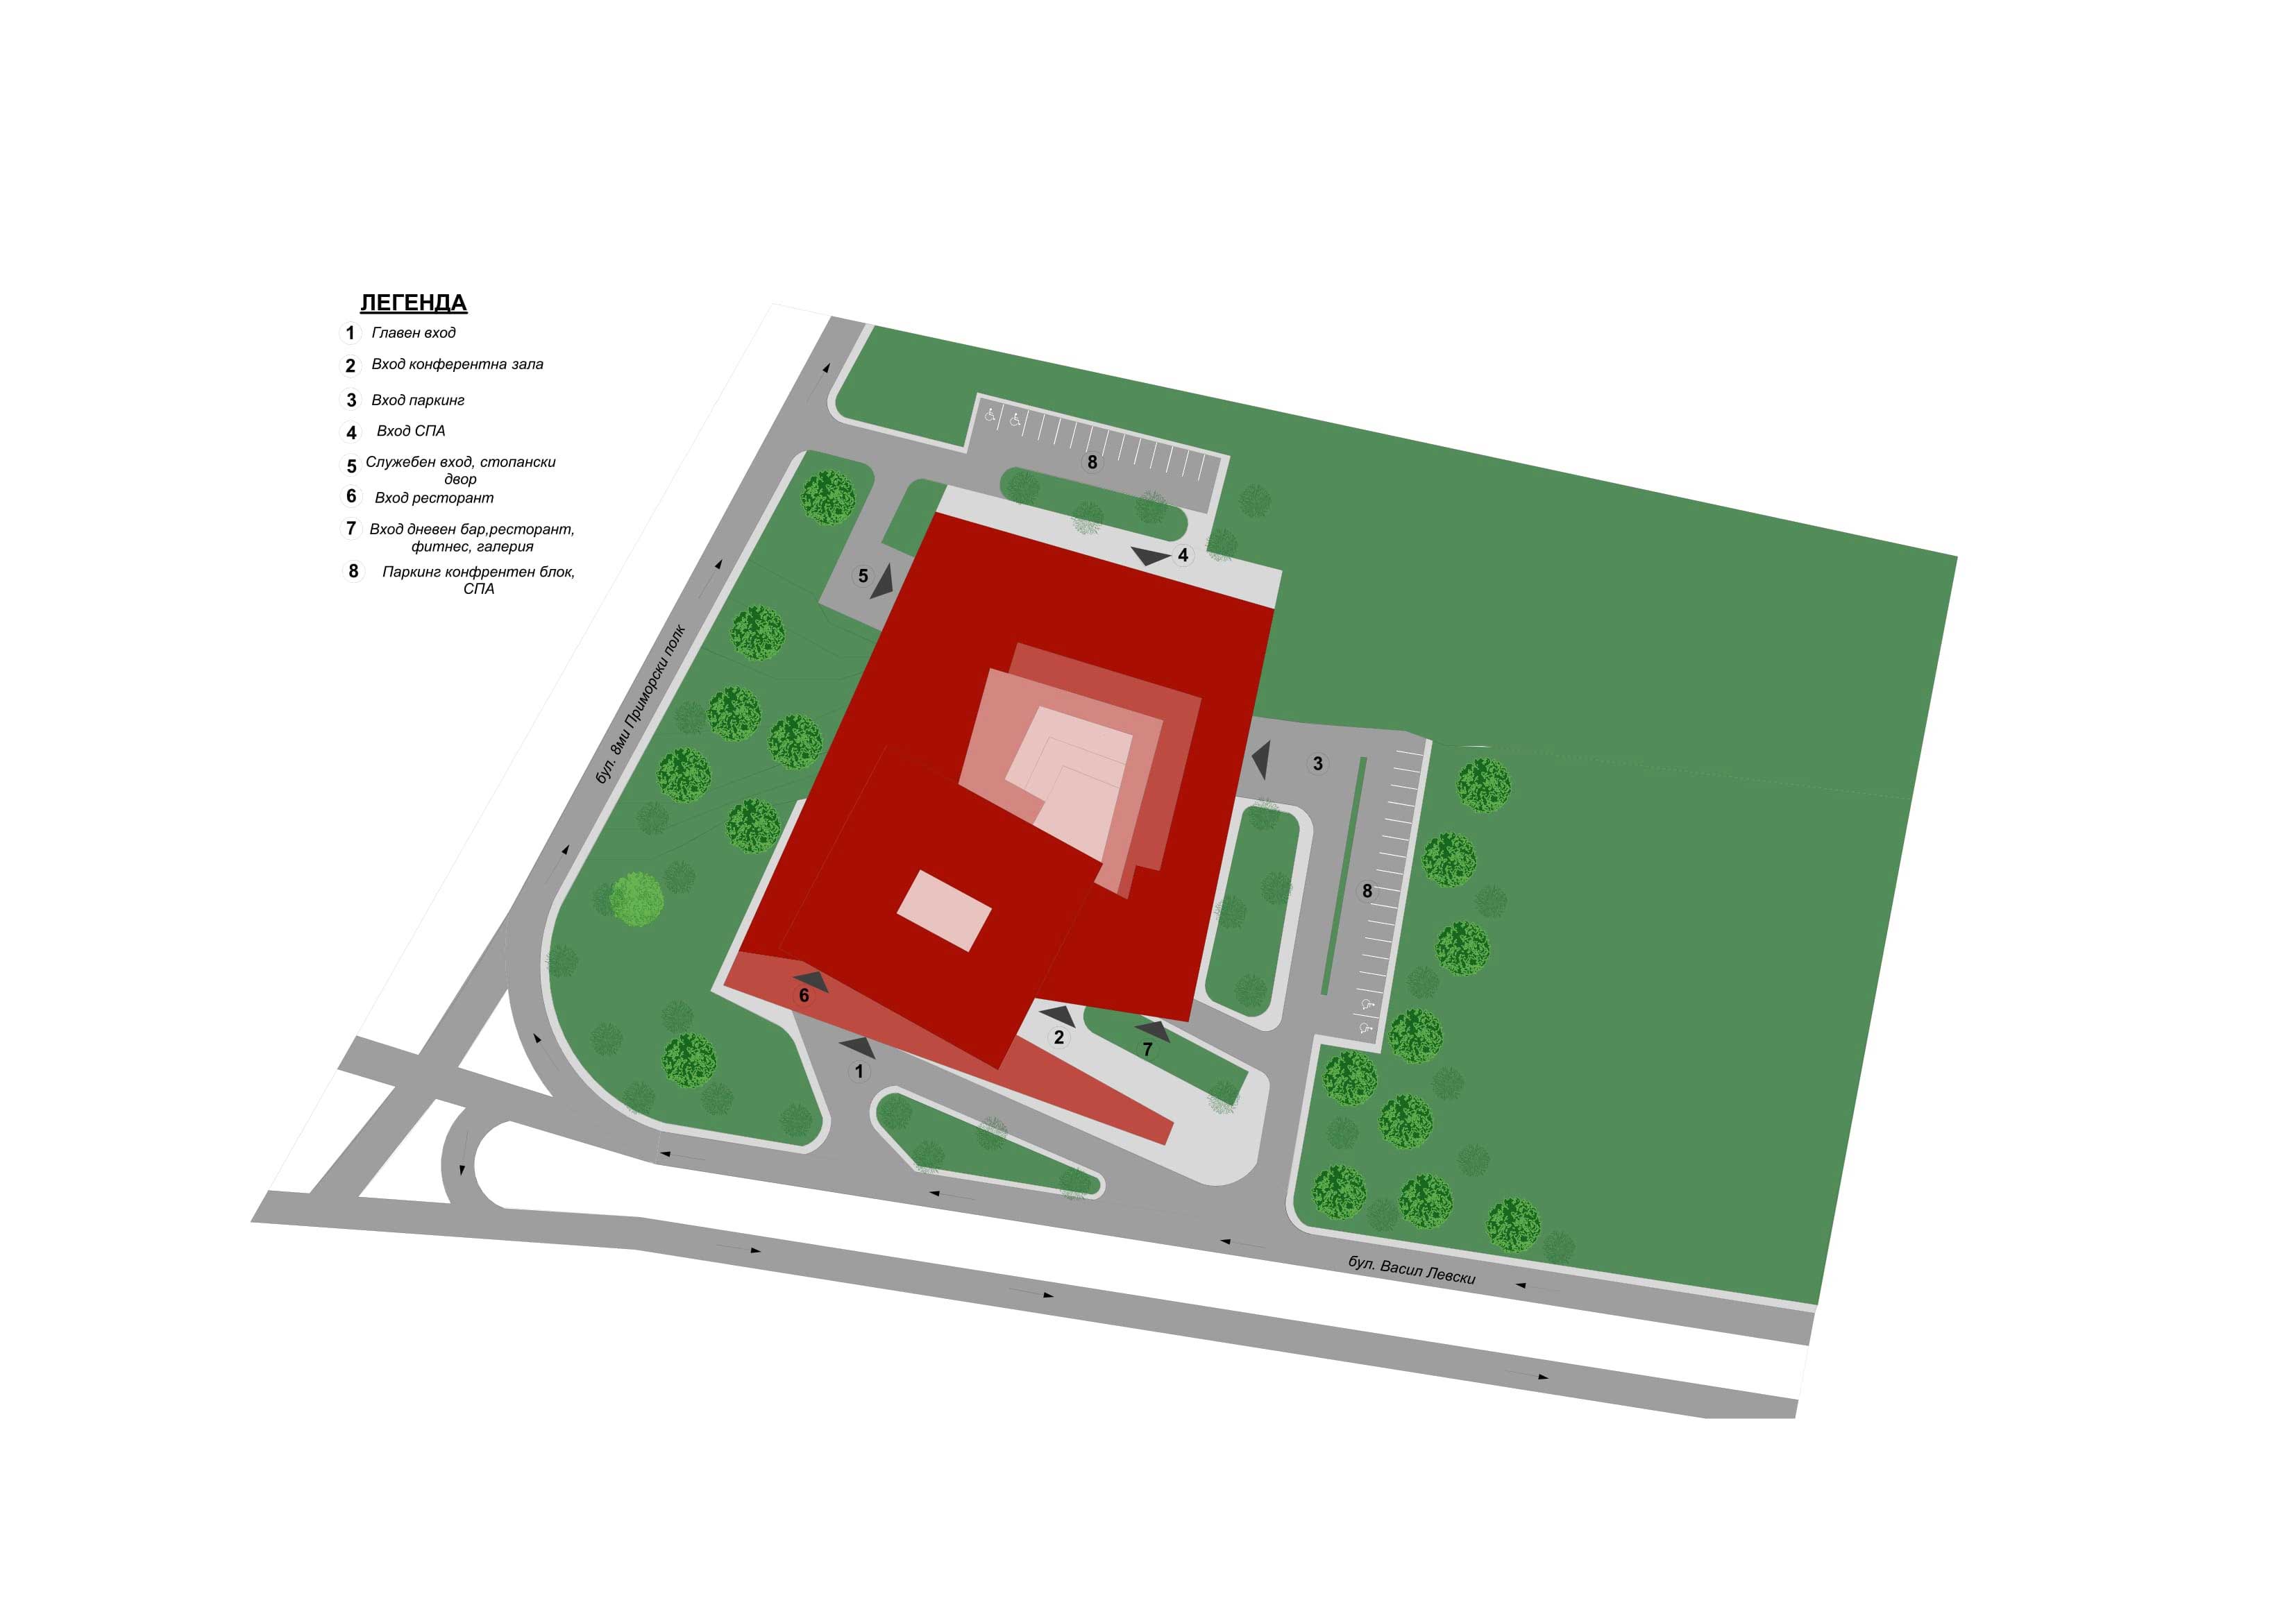 ЛЕГЕНДА
1 Главен вход
2 Вход конферентна зала
3 Вход паркинг
4 Вход СПА
5 Служебен вход, стопански
двор
6 Вход ресторант
7 Вход дневен бар,ресторант,
фитнес, галерия
8 Паркинг конфрентен блок,
СПА
8
4
5
бул. 8ми Приморски полк
3
8
6
2
7
1
бул. Васил Левски